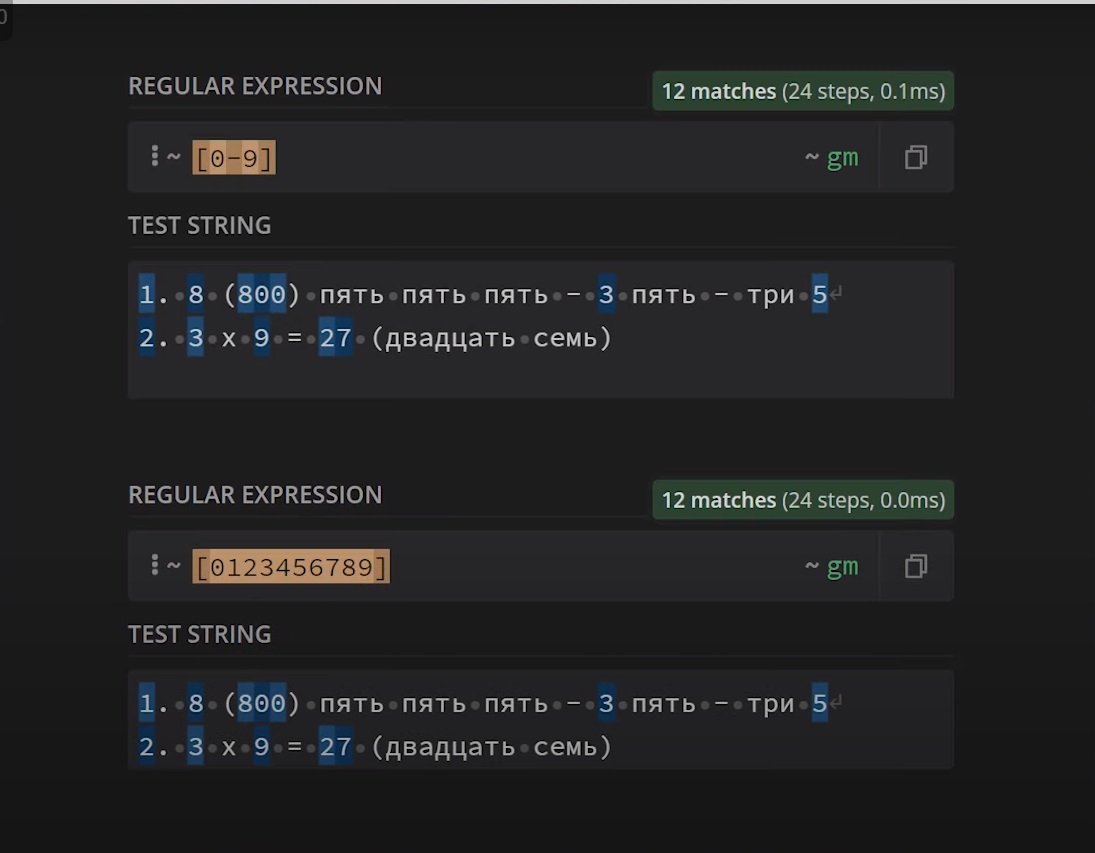 0
REGULAR EXPRESSION 12 matches (24 steps, 0.1ms)
~ [0-9] ~ gm
TEST STRING
1. 8 (800) пять пять пять - 3 пять - три 5
2. 3 x 9 = 27 (двадцать семь)
REGULAR EXPRESSION 12 matches (24 steps, 0.0ms)
~ [0123456789] ~ gm
TEST STRING
1. 8 (800) пять пять пять - 3 пять - три 5
2. 3 x 9 = 27 (двадцать семь)